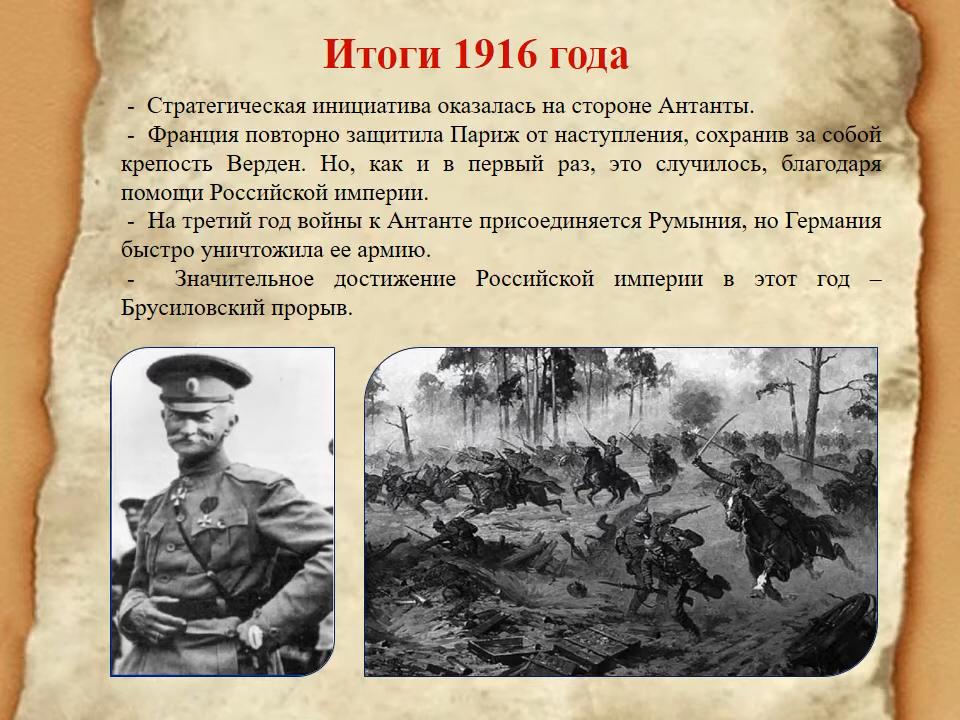 Итоги 1916 года
- Стратегическая инициатива оказалась на стороне Антанты.
- Франция повторно защитила Париж от наступления, сохранив за собой
крепость Верден. Но, как и в первый раз, это случилось, благодаря
помощи Российской империи.
- На третий год войны к Антанте присоединяется Румыния, но Германия
быстро уничтожила ее армию.
- Значительное достижение Российской империи в этот год –
Брусиловский прорыв.